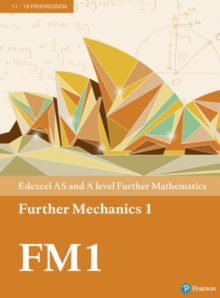 11 - 19 PROGRESSION
Edexcel AS and A level Further Mathematics
Further Mechanics 1
FM1
Pearson